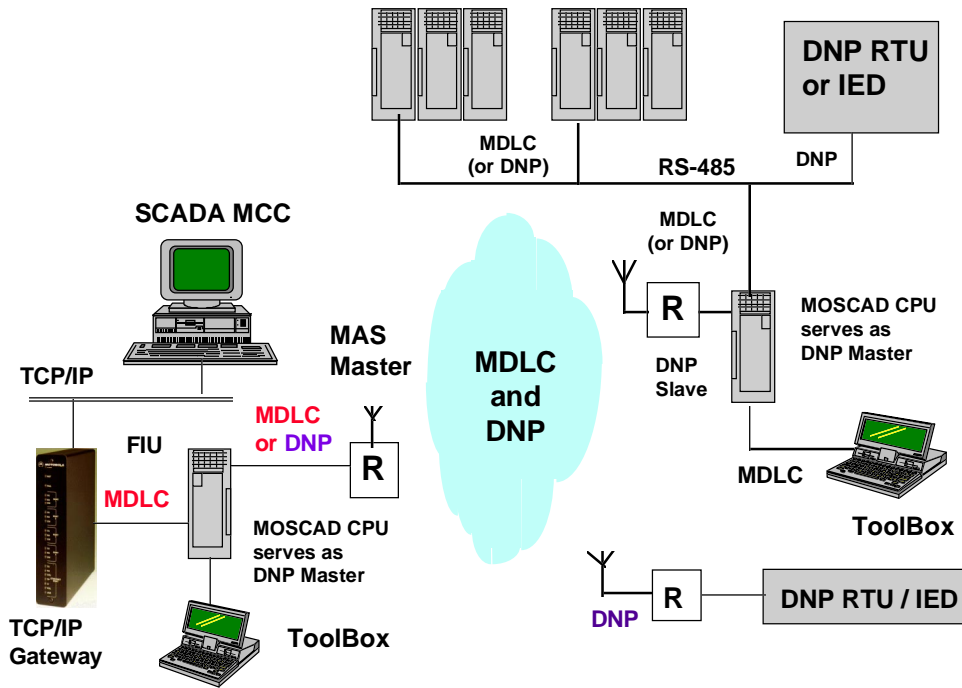 DNP RTU
or IED
MDLC
(or DNP)
RS-485
DNP
SCADA MCC
MDLC
(or DNP)
R
MOSCAD CPU
serves as
DNP Master
MAS
Master
MDLC
and
DNP
DNP
Slave
TCP/IP
MDLC
or DNP
FIU
R
MDLC
MDLC
MOSCAD CPU
serves as
DNP Master
ToolBox
DNP
R
DNP RTU / IED
TCP/IP
Gateway
ToolBox